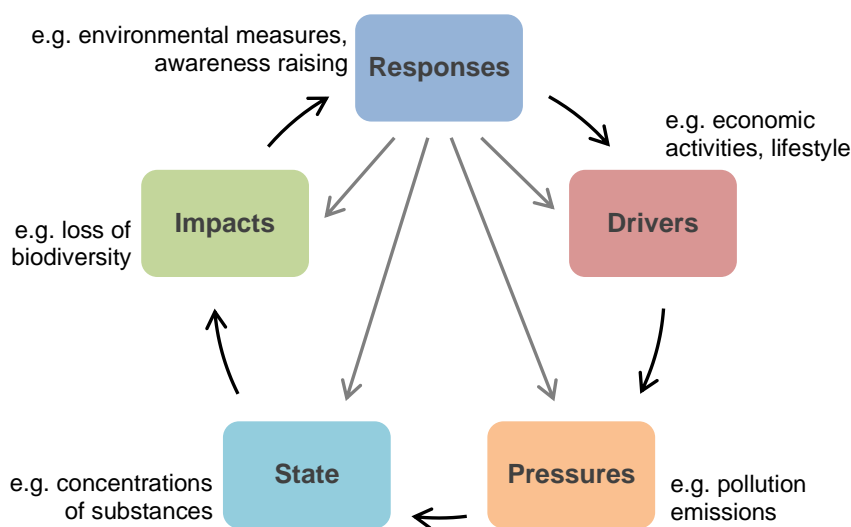 e.g. environmental measures,
awareness raising
Responses
e.g. economic
activities, lifestyle
Impacts
Drivers
e.g. loss of
biodiversity
State
Pressures
e.g. concentrations
of substances
e.g. pollution
emissions